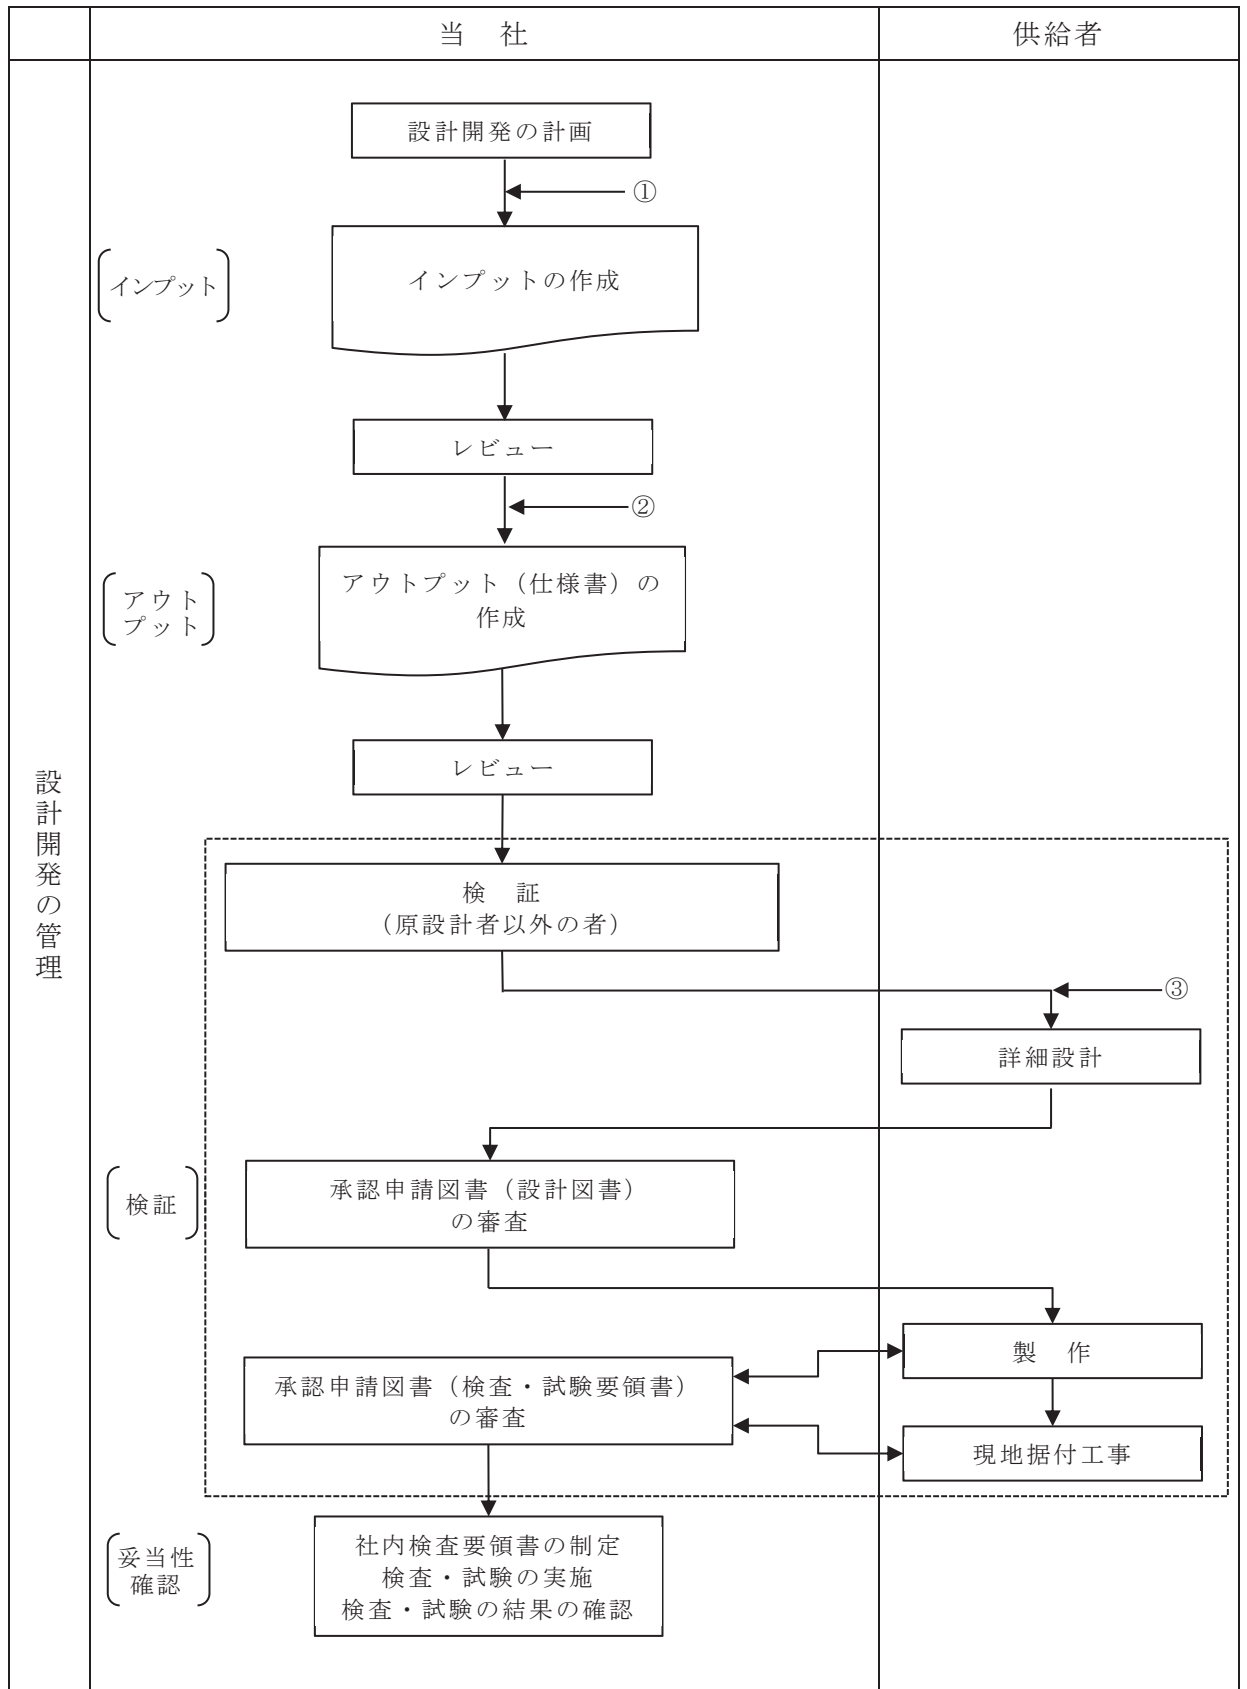 当　社
供給者
設計開発の計画
①
インプット
インプットの作成
レビュー
②
アウト
プット
アウトプット（仕様書）の
作成
レビュー
設計開発の管理
検　証
（原設計者以外の者）
③
詳細設計
検証
承認申請図書（設計図書）
の審査
製　作
承認申請図書（検査・試験要領書）
の審査
現地据付工事
妥当性
確認
社内検査要領書の制定
検査・試験の実施
検査・試験の結果の確認